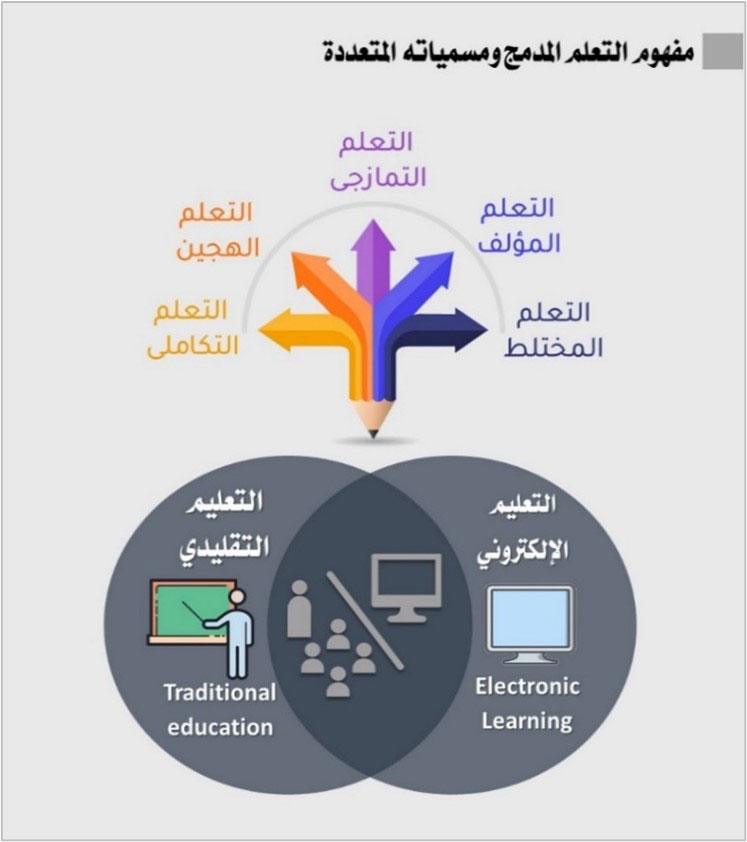 مفهوم التعلم المدمج ومسمياته المتعددة
التعلم
التمازجى
التعلم
المؤلف
التعلم
الهجين
التعلم
المختلط
التعلم
التكاملى
التعليم
الإلكتروني
Electronic
Learning
التعليم
التقليدي
Traditional
education